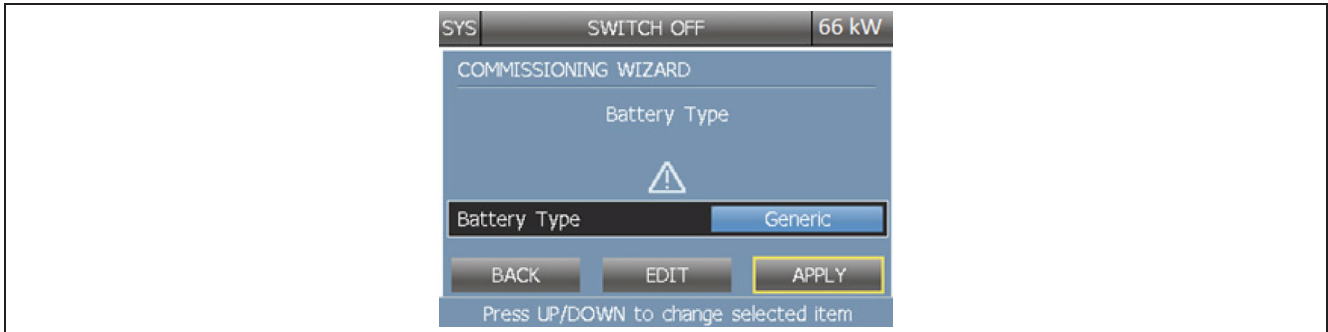 SYS SWITCH OFF 66 kW
COMMISSIONING WIZARD
Battery Type
Battery Type Generic
BACK EDIT APPLY
Press UP/DOWN to change selected item